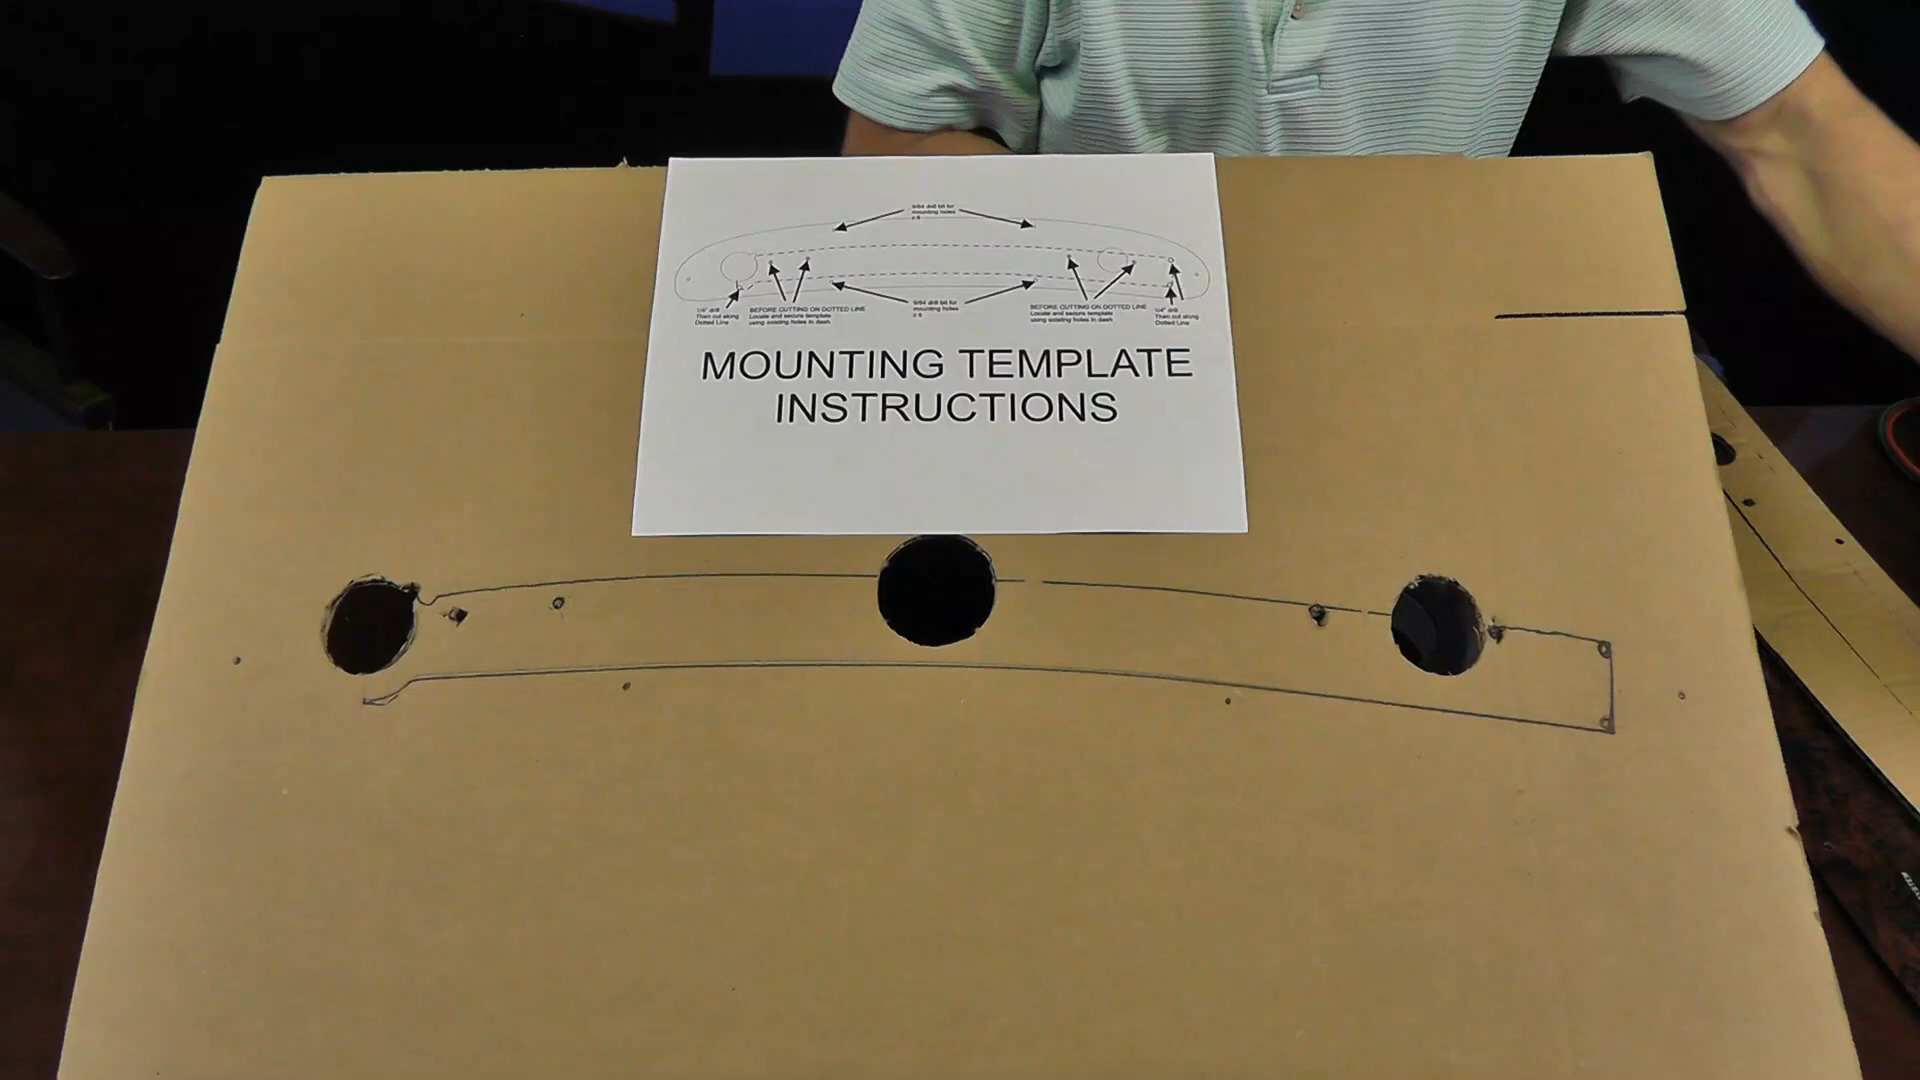 9/64 drill bit for
mounting holes
x 6
1/4" drill
Then cut along
Dotted Line
BEFORE CUTTING ON DOTTED LINE
Locate and secure template
using existing holes in dash
9/64 drill bit for
mounting holes
x 6
BEFORE CUTTING ON DOTTED LINE
Locate and secure template
using existing holes in dash
1/4" drill
Then cut along
Dotted Line
MOUNTING TEMPLATE
INSTRUCTIONS